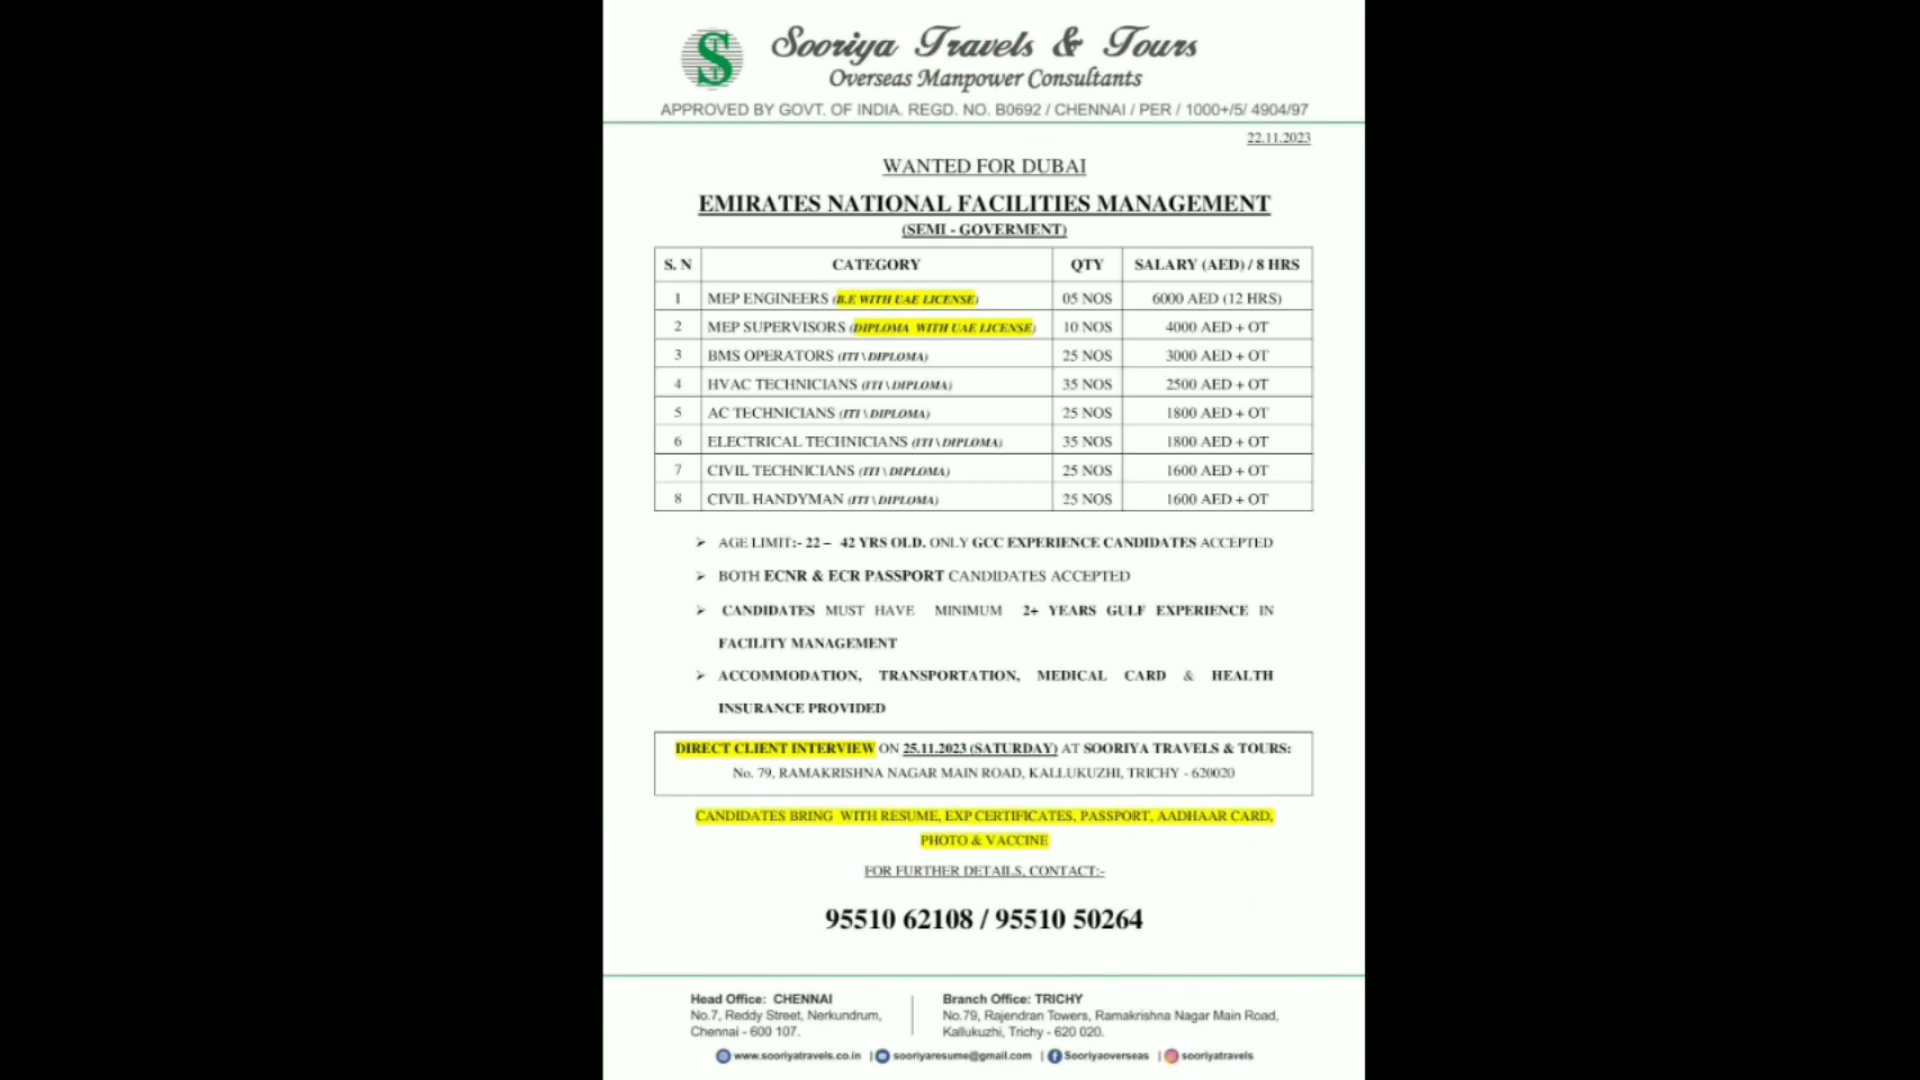 Sooriya Travels & Tours
Overseas Manpower Consultants
APPROVED BY GOVT. OF INDIA. REGD. NO. B0692 / CHENNAI / PER / 1000+/5/ 4904/97
22.11.2023
WANTED FOR DUBAI
EMIRATES NATIONAL FACILITIES MANAGEMENT
(SEMI - GOVERMENT)
S. N CATEGORY QTY SALARY (AED) / 8 HRS
1 MEP ENGINEERS (B.E WITH UAE LICENSE) 05 NOS 6000 AED (12 HRS)
2 MEP SUPERVISORS (DIPLOMA WITH UAE LICENSE) 10 NOS 4000 AED + OT
3 BMS OPERATORS (ITI \ DIPLOMA) 25 NOS 3000 AED + OT
4 HVAC TECHNICIANS (ITI \ DIPLOMA) 35 NOS 2500 AED + OT
5 AC TECHNICIANS (ITI \ DIPLOMA) 25 NOS 1800 AED + OT
6 ELECTRICAL TECHNICIANS (ITI \ DIPLOMA) 35 NOS 1800 AED + OT
7 CIVIL TECHNICIANS (ITI \ DIPLOMA) 25 NOS 1600 AED + OT
8 CIVIL HANDYMAN (ITI \ DIPLOMA) 25 NOS 1600 AED + OT
➢ AGE LIMIT:- 22 – 42 YRS OLD. ONLY GCC EXPERIENCE CANDIDATES ACCEPTED
➢ BOTH ECNR & ECR PASSPORT CANDIDATES ACCEPTED
➢ CANDIDATES MUST HAVE MINIMUM 2+ YEARS GULF EXPERIENCE IN
FACILITY MANAGEMENT
➢ ACCOMMODATION, TRANSPORTATION, MEDICAL CARD & HEALTH
INSURANCE PROVIDED
DIRECT CLIENT INTERVIEW ON 25.11.2023 (SATURDAY) AT SOORIYA TRAVELS & TOURS:
No. 79, RAMAKRISHNA NAGAR MAIN ROAD, KALLUKUZHI, TRICHY - 620020
CANDIDATES BRING WITH RESUME, EXP CERTIFICATES, PASSPORT, AADHAAR CARD,
PHOTO & VACCINE
FOR FURTHER DETAILS, CONTACT:-
95510 62108 / 95510 50264
Head Office: CHENNAI
No.7, Reddy Street, Nerkundrum,
Chennai - 600 107.
Branch Office: TRICHY
No.79, Rajendran Towers, Ramakrishna Nagar Main Road,
Kallukuzhi, Trichy - 620 020.
www.sooriyatravels.co.in | sooriyaresume@gmail.com | Sooriyaoverseas | sooriyatravels